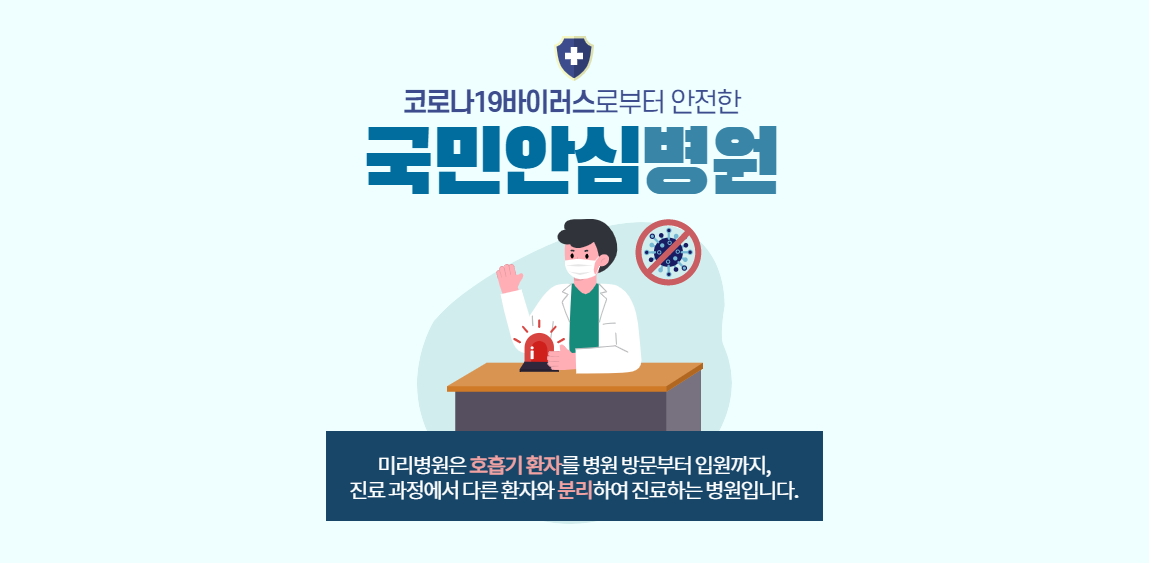 코로나19바이러스로부터 안전한
국민안심병원
미리병원은 호흡기 환자를 병원 방문부터 입원까지,
진료 과정에서 다른 환자와 분리하여 진료하는 병원입니다.